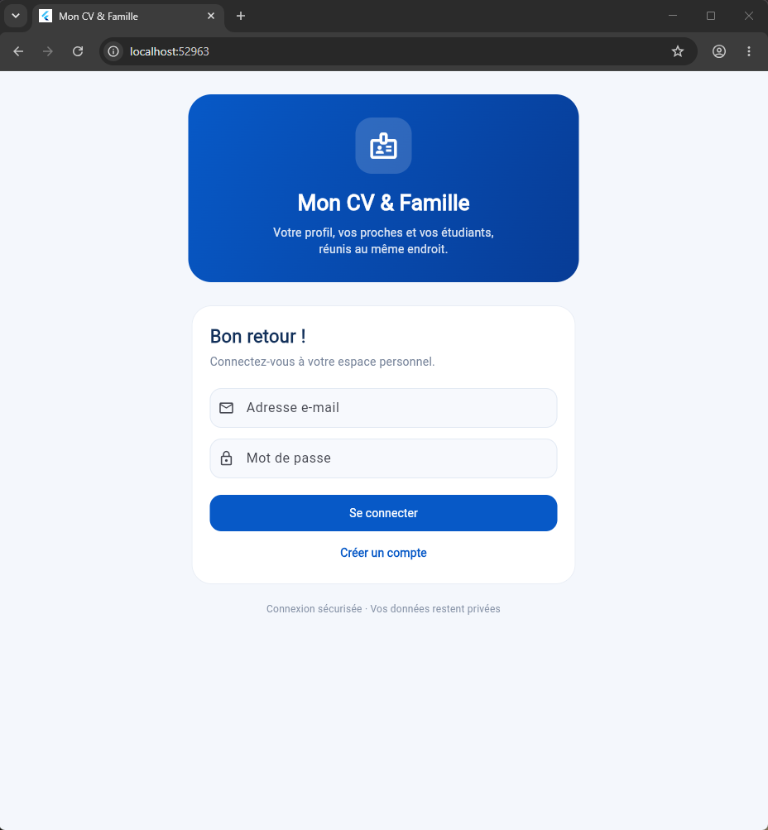 Mon CV & Famille
localhost:52963
Mon CV & Famille
Votre profil, vos proches et vos étudiants,
réunis au même endroit.
Bon retour !
Connectez-vous à votre espace personnel.
Adresse e-mail
Mot de passe
Se connecter
Créer un compte
Connexion sécurisée · Vos données restent privées